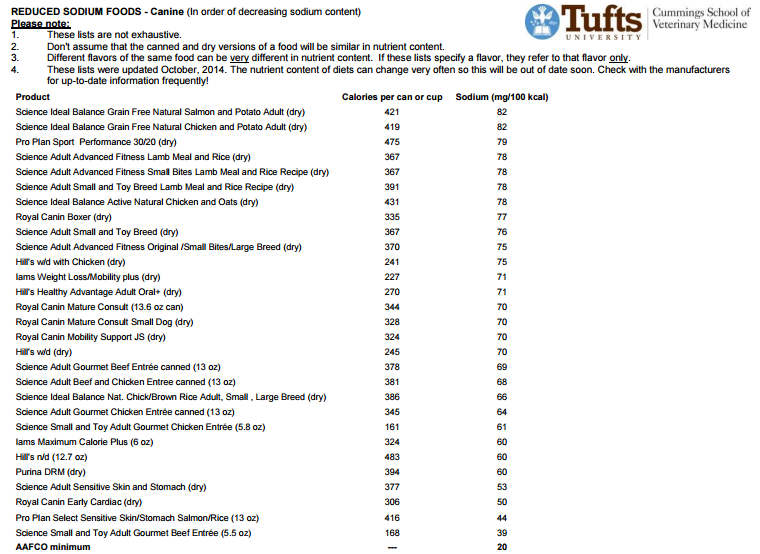 REDUCED SODIUM FOODS - Canine (In order of decreasing sodium content)
Please note:
1. These lists are not exhaustive.
2. Don't assume that the canned and dry versions of a food will be similar in nutrient content.
3. Different flavors of the same food can be very different in nutrient content. If these lists specify a flavor, they refer to that flavor only.
4. These lists were updated October, 2014. The nutrient content of diets can change very often so this will be out of date soon. Check with the manufacturers
for up-to-date information frequently!
Tufts
UNIVERSITY
Cummings School of
Veterinary Medicine
Product Calories per can or cup Sodium (mg/100 kcal)
Science Ideal Balance Grain Free Natural Salmon and Potato Adult (dry) 421 82
Science Ideal Balance Grain Free Natural Chicken and Potato Adult (dry) 419 82
Pro Plan Sport Performance 30/20 (dry) 475 79
Science Adult Advanced Fitness Lamb Meal and Rice (dry) 367 78
Science Adult Advanced Fitness Small Bites Lamb Meal and Rice Recipe (dry) 367 78
Science Adult Small and Toy Breed Lamb Meal and Rice Recipe (dry) 391 78
Science Ideal Balance Active Natural Chicken and Oats (dry) 431 78
Royal Canin Boxer (dry) 335 77
Science Adult Small and Toy Breed (dry) 367 76
Science Adult Advanced Fitness Original /Small Bites/Large Breed (dry) 370 75
Hill's w/d with Chicken (dry) 241 75
Iams Weight Loss/Mobility plus (dry) 227 71
Hill's Healthy Advantage Adult Oral+ (dry) 270 71
Royal Canin Mature Consult (13.6 oz can) 344 70
Royal Canin Mature Consult Small Dog (dry) 328 70
Royal Canin Mobility Support JS (dry) 324 70
Hill's w/d (dry) 245 70
Science Adult Gourmet Beef Entrée canned (13 oz) 378 69
Science Adult Beef and Chicken Entree canned (13 oz) 381 68
Science Ideal Balance Nat. Chick/Brown Rice Adult, Small , Large Breed (dry) 386 66
Science Adult Gourmet Chicken Entrée canned (13 oz) 345 64
Science Small and Toy Adult Gourmet Chicken Entrée (5.8 oz) 161 61
Iams Maximum Calorie Plus (6 oz) 324 60
Hill's n/d (12.7 oz) 483 60
Purina DRM (dry) 394 60
Science Adult Sensitive Skin and Stomach (dry) 377 53
Royal Canin Early Cardiac (dry) 306 50
Pro Plan Select Sensitive Skin/Stomach Salmon/Rice (13 oz) 416 44
Science Small and Toy Adult Gourmet Beef Entrée (5.5 oz) 168 39
AAFCO minimum --- 20